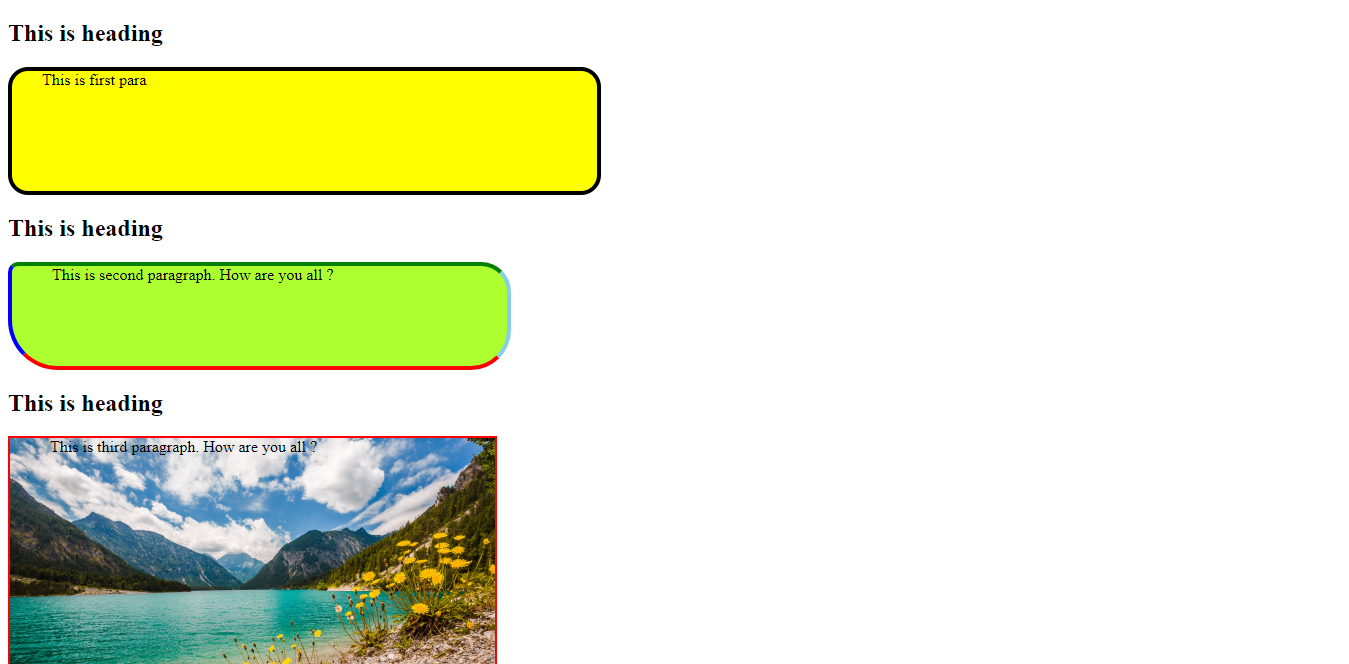 This is heading
This is first para
This is heading
This is second paragraph. How are you all ?
This is heading
This is third paragraph. How are you all ?